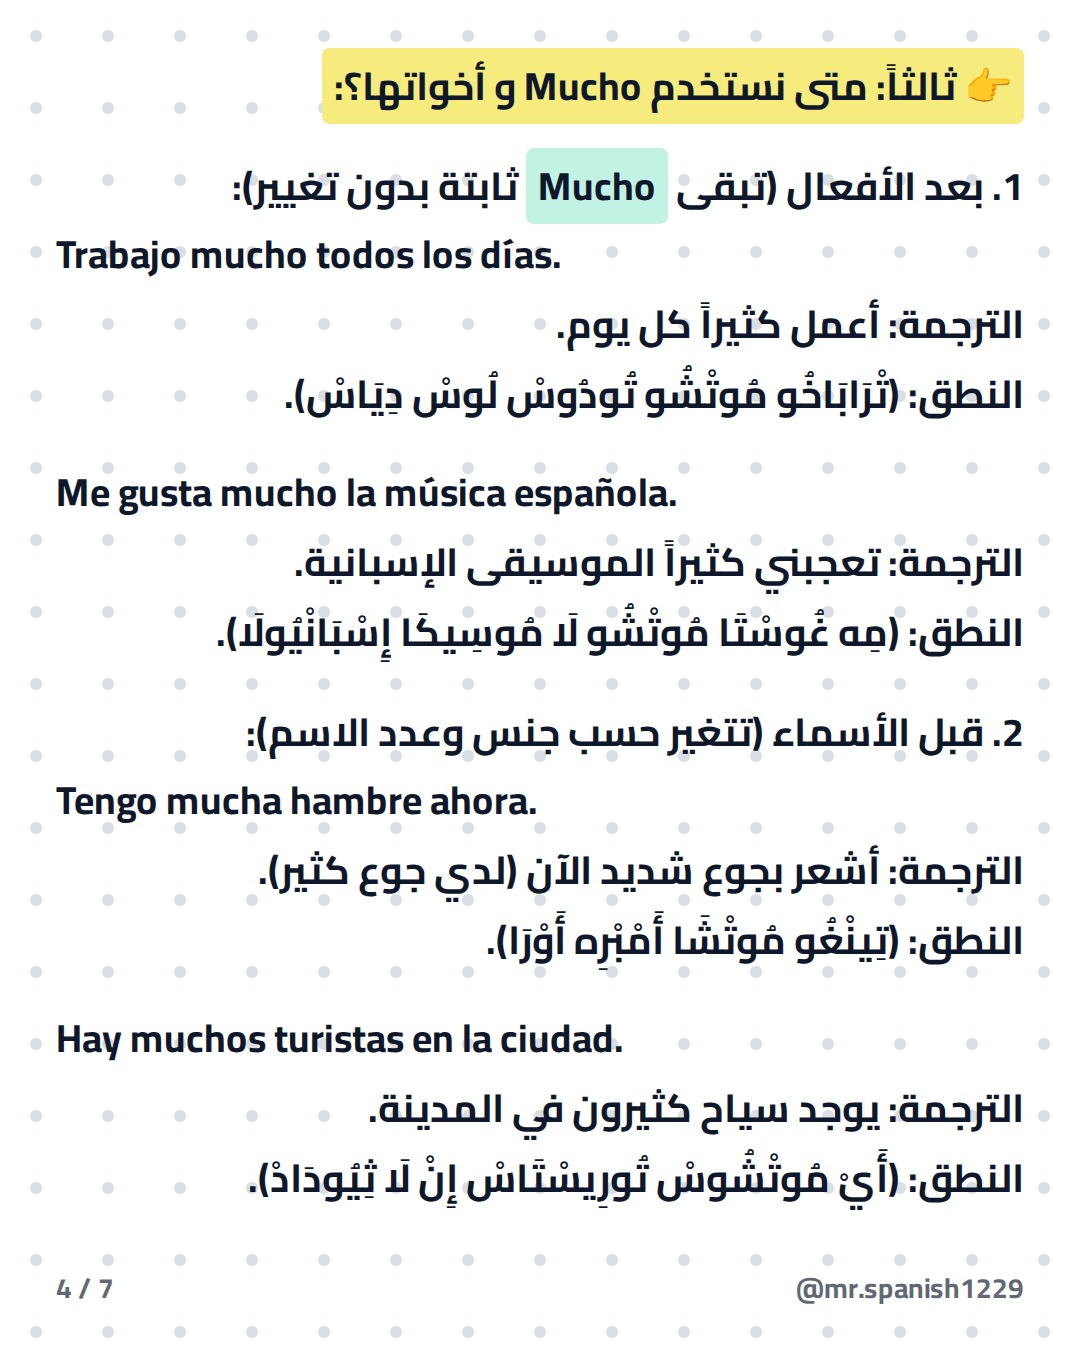 👉 ثالثاً: متى نستخدم Mucho و أخواتها؟:
1. بعد الأفعال (تبقى Mucho ثابتة بدون تغيير):
Trabajo mucho todos los días.
الترجمة: أعمل كثيراً كل يوم.
النطق: (تْرَابَاخُو مُوتْشُو تُودُوسْ لُوسْ دِيَاسْ).
Me gusta mucho la música española.
الترجمة: تعجبني كثيراً الموسيقى الإسبانية.
النطق: (مِه غُوسْتَا مُوتْشُو لَا مُوسِيكَا إِسْبَانْيُولَا).
2. قبل الأسماء (تتغير حسب جنس وعدد الاسم):
Tengo mucha hambre ahora.
الترجمة: أشعر بجوع شديد الآن (لدي جوع كثير).
النطق: (تِينْغُو مُوتْشَا أَمْبْرِه أَوْرَا).
Hay muchos turistas en la ciudad.
الترجمة: يوجد سياح كثيرون في المدينة.
النطق: (أَيْ مُوتْشُوسْ تُورِيسْتَاسْ إِنْ لَا ثِيُودَادْ).
4 / 7
@mr.spanish1229